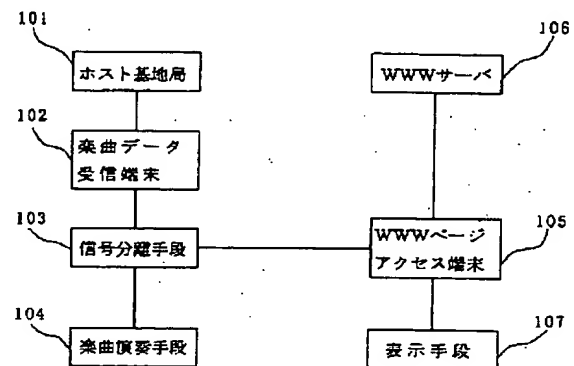 101
ホスト基地局
102
楽曲データ
受信端末
103
信号分離手段
104
楽曲演奏手段
106
WWWサーバ
WWWページ
アクセス端末
105
表示手段
107